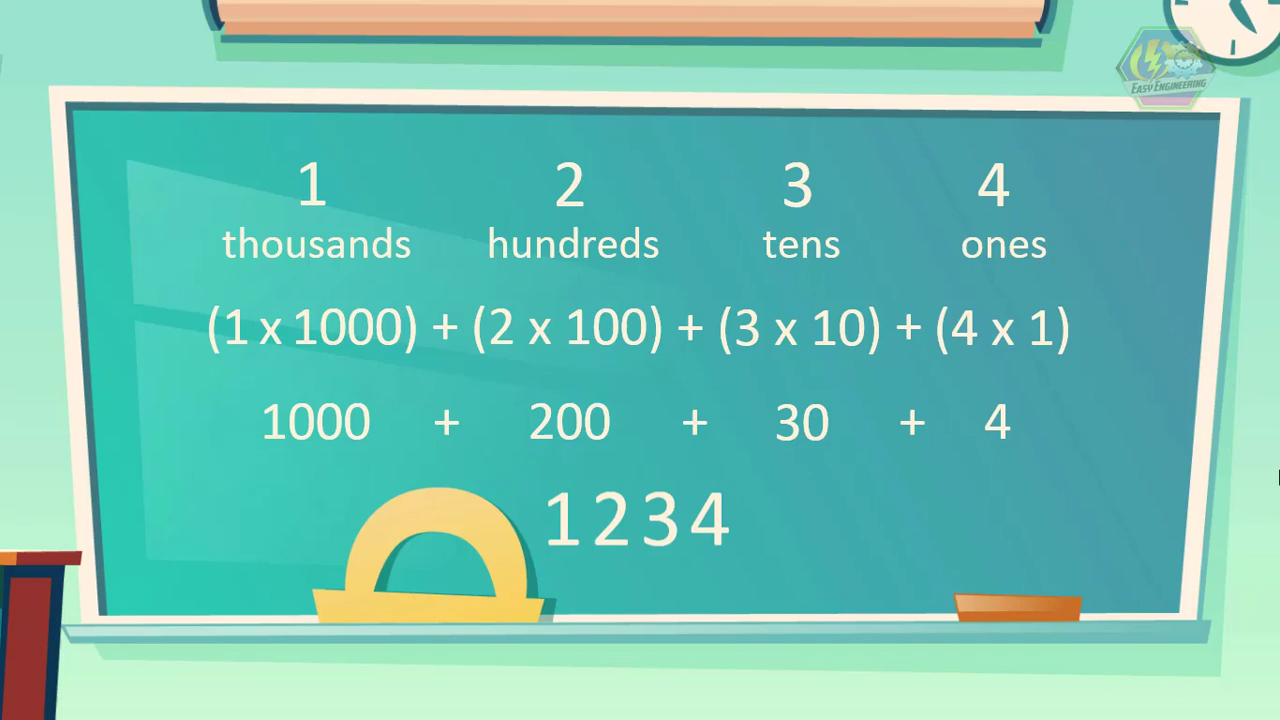 EASY ENGINEERING
1 2 3 4
thousands hundreds tens ones
(1 x 1000) + (2 x 100) + (3 x 10) + (4 x 1)
1000 + 200 + 30 + 4
1234